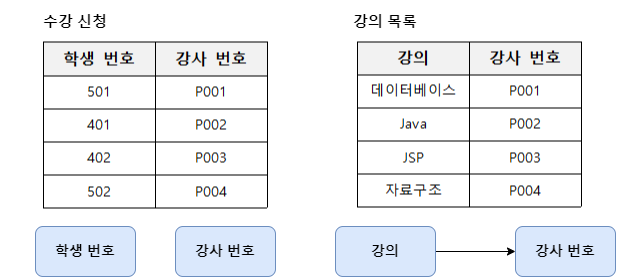 수강 신청
학생 번호 강사 번호
501 P001
401 P002
402 P003
502 P004
학생 번호 강사 번호
강의 목록
강의 강사 번호
데이터베이스 P001
Java P002
JSP P003
자료구조 P004
강의 강사 번호